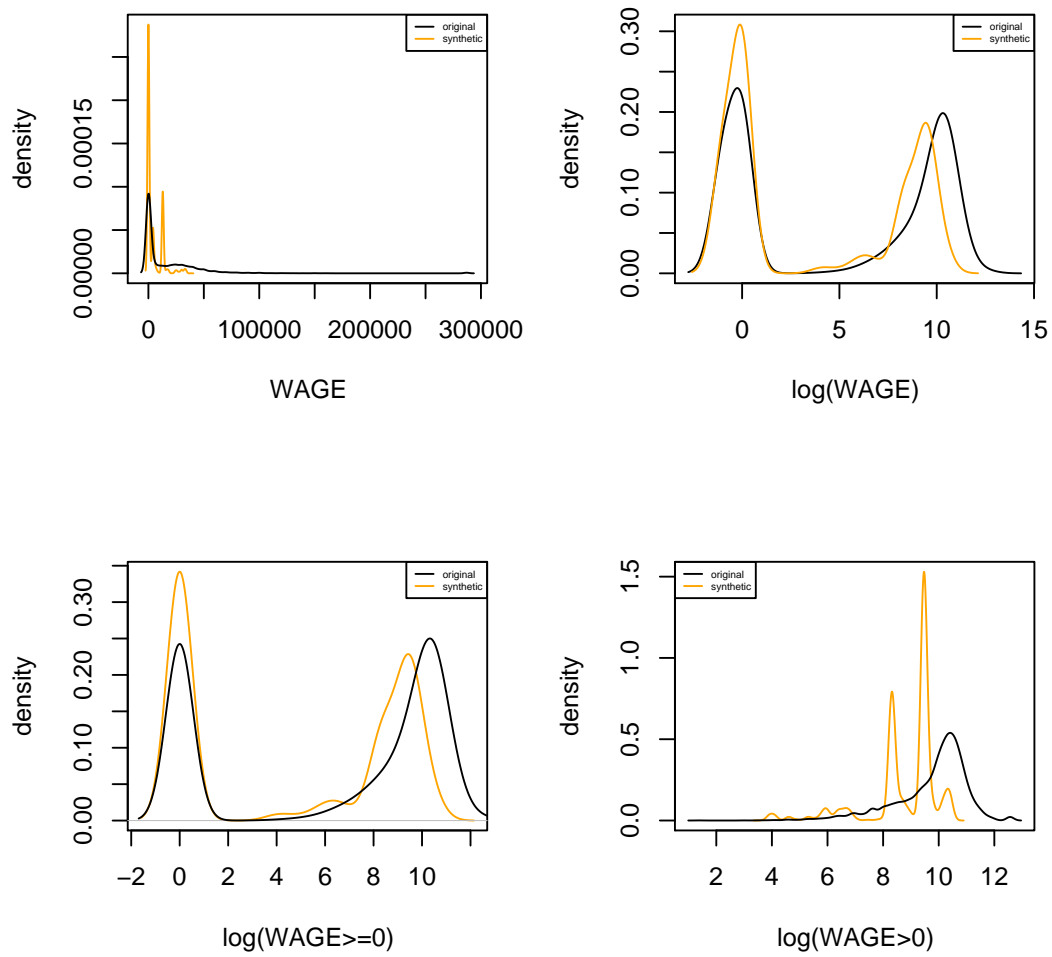 original
synthetic
density
0.00000
0.00015
0
100000
200000
300000
WAGE
original
synthetic
density
0.00
0.10
0.20
0.30
0
5
10
15
log(WAGE)
original
synthetic
density
0.00
0.10
0.20
0.30
−2
0
2
4
6
8
10
log(WAGE>=0)
original
synthetic
density
0.0
0.5
1.0
1.5
2
4
6
8
10
12
log(WAGE>0)